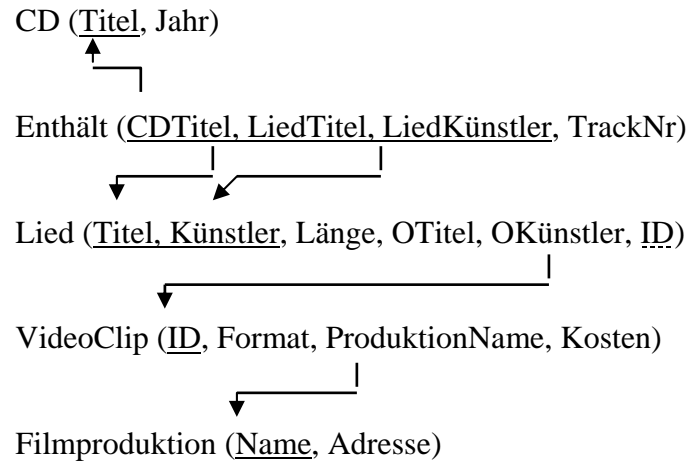 CD (Titel, Jahr)
Enthält (CDTitel, LiedTitel, LiedKünstler, TrackNr)
Lied (Titel, Künstler, Länge, OTitel, OKünstler, ID)
VideoClip (ID, Format, ProduktionName, Kosten)
Filmproduktion (Name, Adresse)